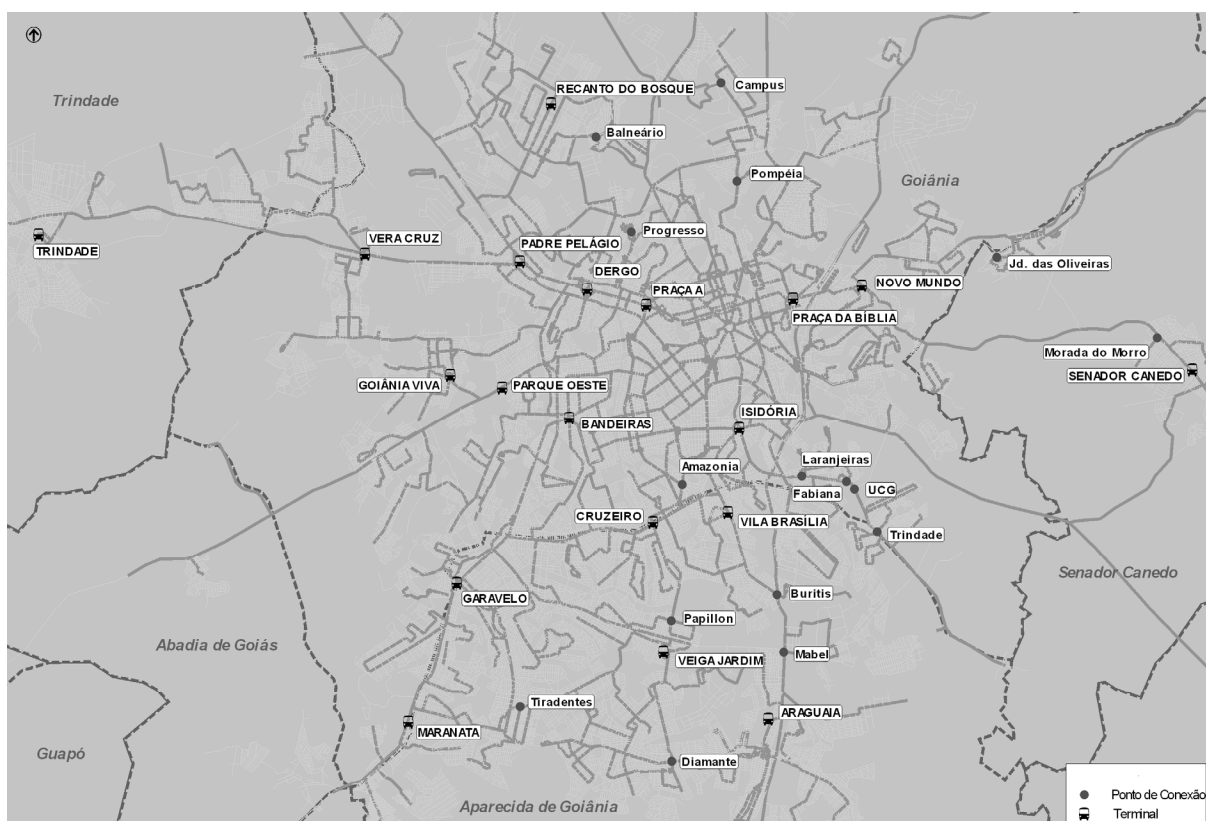 RECANTO DO BOSQUE
Campus
Trindade
Balneário
Pompéia
Goiânia
Progresso
TRINDADE
VERA CRUZ
PADRE PELÁGIO
Jd. das Oliveiras
DERGO
PRAÇA A
NOVO MUNDO
PRAÇA DA BÍBLIA
Morada do Morro
SENADOR CANEDO
GOIÂNIA VIVA
PARQUE OESTE
BANDEIRAS
ISIDÓRIA
Amazonia
Laranjeiras
Fabiana
UCG
CRUZEIRO
VILA BRASÍLIA
Trindade
Senador Canedo
GARAVELO
Buritis
Papillon
Abadia de Goiás
VEIGA JARDIM
Mabel
Tiradentes
ARAGUAIA
MARANATA
Guapó
Diamante
Aparecida de Goiânia
Ponto de Conexão
Terminal